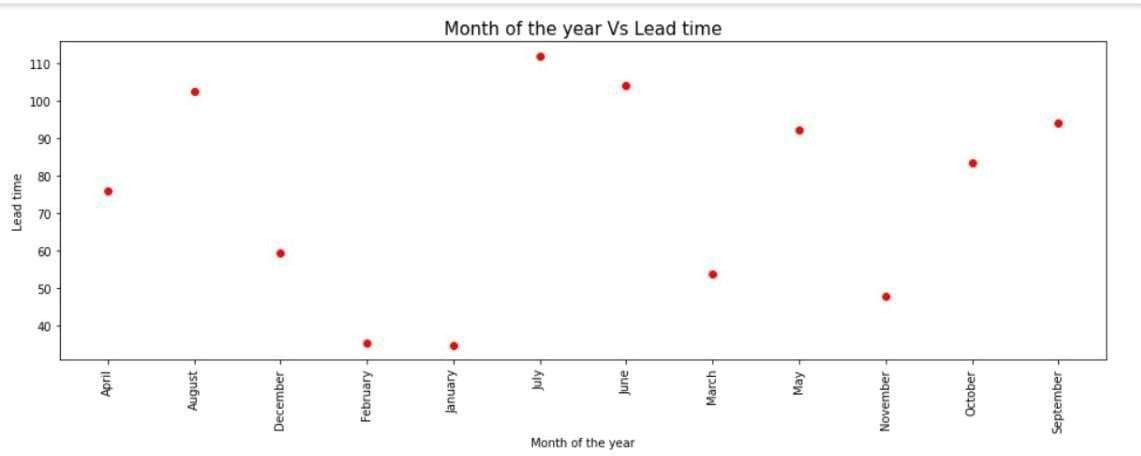 Month of the year Vs Lead time
110
100
90
80
70
60
50
40
Lead time
April
August
December
February
January
July
June
March
May
November
October
September
Month of the year